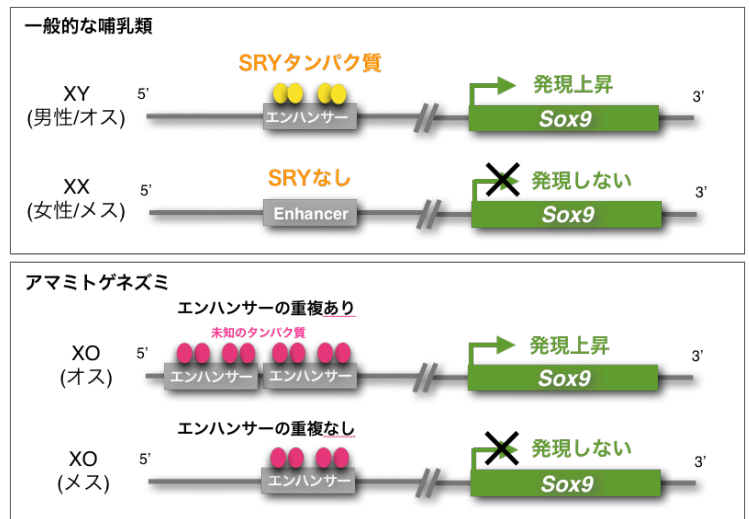 一般的な哺乳類
SRYタンパク質
XY
(男性/オス)
5’
エンハンサー
発現上昇
Sox9
3’
SRYなし
XX
(女性/メス)
5’
Enhancer
発現しない
Sox9
3’
アマミトゲネズミ
エンハンサーの重複あり
未知のタンパク質
XO
(オス)
5’
エンハンサー
エンハンサー
発現上昇
Sox9
3’
エンハンサーの重複なし
XO
(メス)
5’
エンハンサー
発現しない
Sox9
3’